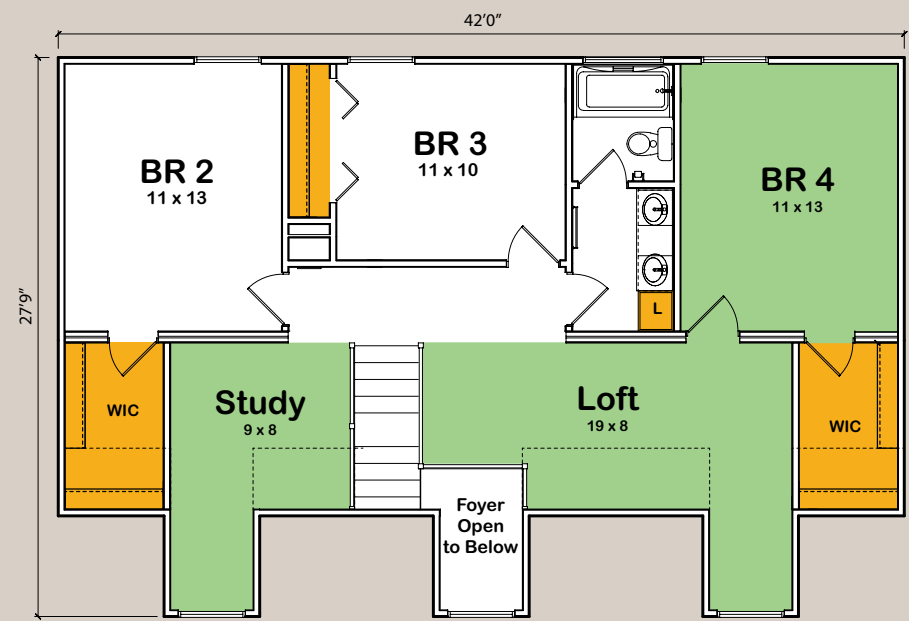 42'0"
27'9"
BR 2
11 x 13
BR 3
11 x 10
BR 4
11 x 13
L
WIC
Study
9 x 8
Loft
19 x 8
WIC
Foyer
Open
to Below